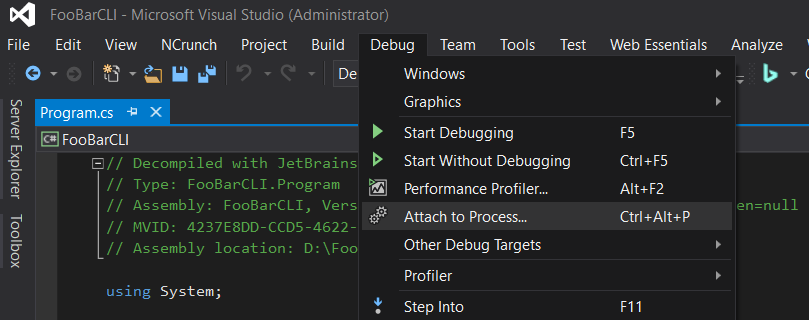 FooBarCLI - Microsoft Visual Studio (Administrator)
File Edit View NCrunch Project Build Debug Team Tools Test Web Essentials Analyze
De
Windows
Graphics
Start Debugging F5
Start Without Debugging Ctrl+F5
Performance Profiler... Alt+F2
Attach to Process... Ctrl+Alt+P
Other Debug Targets
Profiler
Step Into F11
Server Explorer
Toolbox
Program.cs
C# FooBarCLI
// Decompiled with JetBrains
// Type: FooBarCLI.Program
// Assembly: FooBarCLI, Vers en=null
// MVID: 4237E8DD-CCD5-4622-
// Assembly location: D:\Foo
using System;